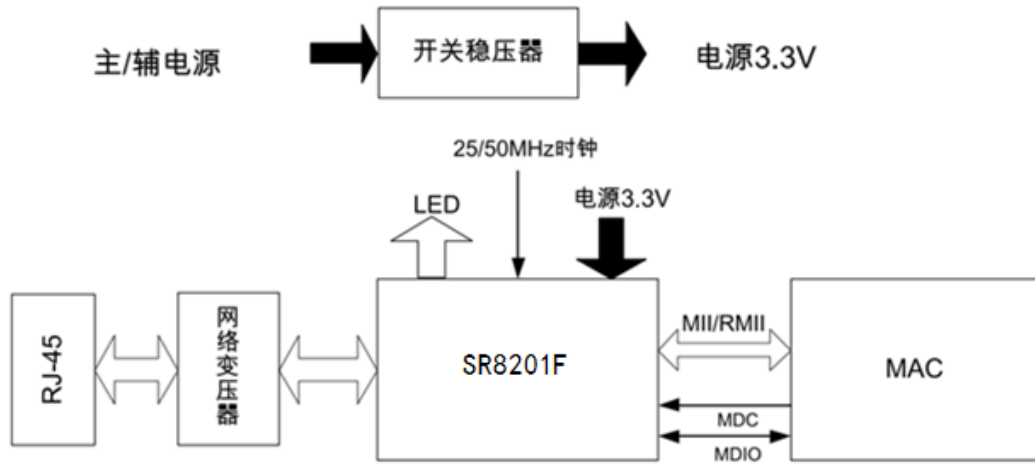 主/辅电源
开关稳压器
电源3.3V
25/50MHz时钟
LED
电源3.3V
RJ-45
网络变压器
SR8201F
MII/RMII
MAC
MDC
MDIO